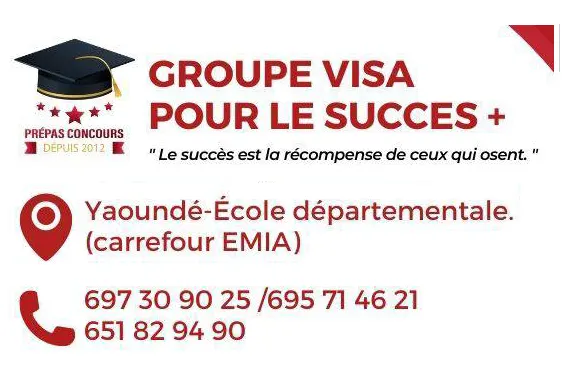 GROUPE VISA
POUR LE SUCCES +
PRÉPAS CONCOURS
DEPUIS 2012
" Le succès est la récompense de ceux qui osent. "
Yaoundé-École départementale.
(carrefour EMIA)
697 30 90 25 /695 71 46 21
651 82 94 90